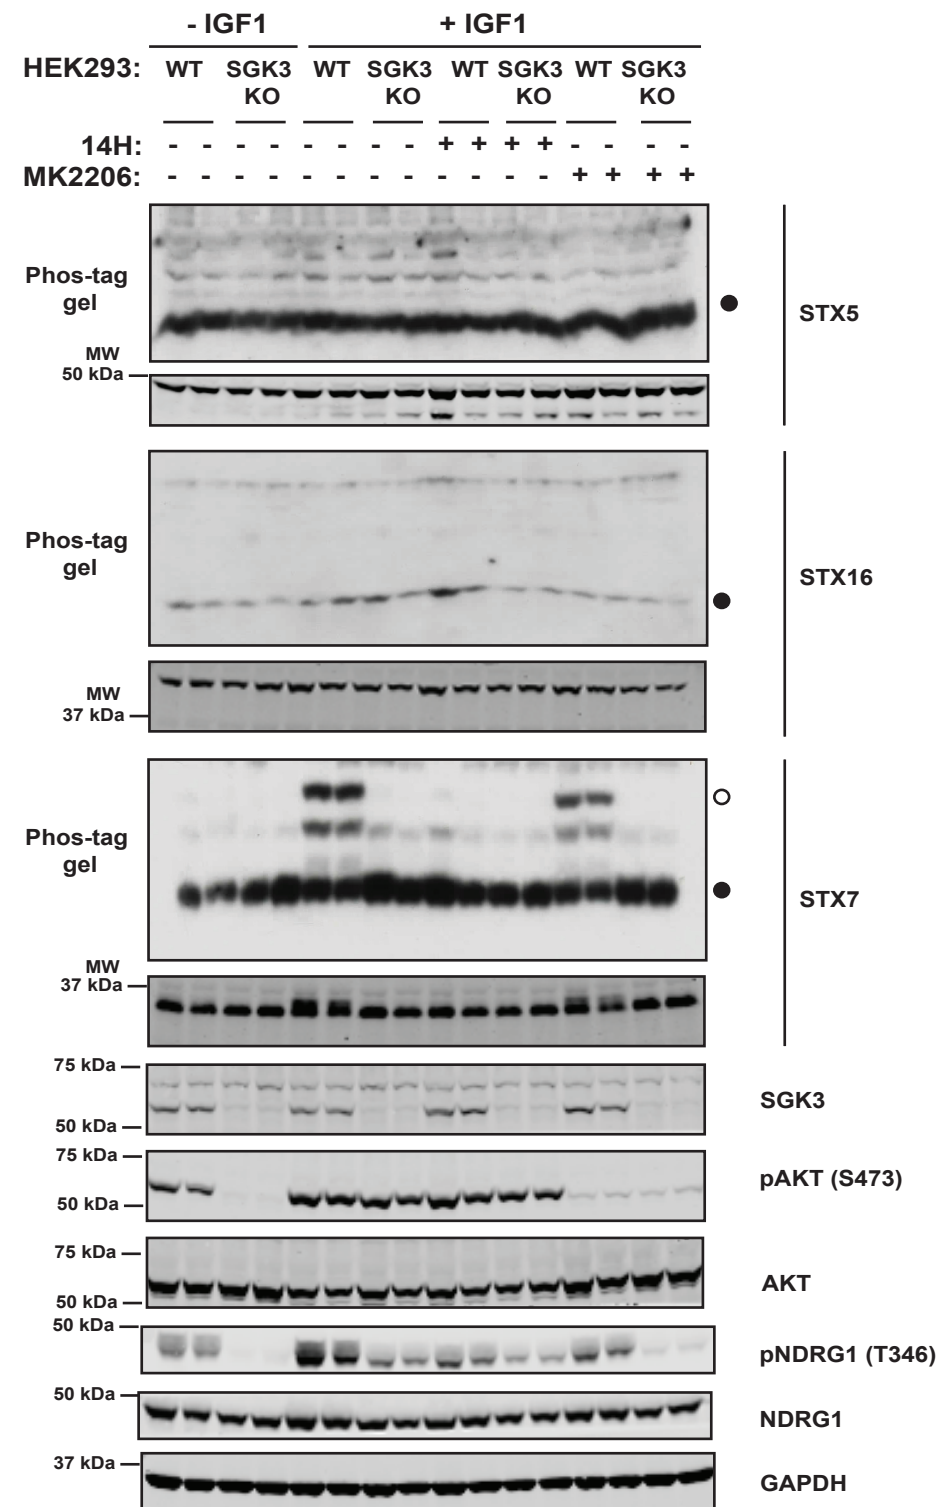 - IGF1 + IGF1
HEK293: WT SGK3 WT SGK3 WT SGK3 WT SGK3
KO KO KO KO
14H: - - - - - - - - + + + + - - - -
MK2206: - - - - - - - - - - - - + + + +
Phos-tag
gel
STX5
MW
50 kDa
Phos-tag
gel
STX16
MW
37 kDa
Phos-tag
gel
STX7
MW
37 kDa
75 kDa
SGK3
50 kDa
75 kDa
pAKT (S473)
50 kDa
75 kDa
AKT
50 kDa
50 kDa
pNDRG1 (T346)
50 kDa
NDRG1
37 kDa
GAPDH